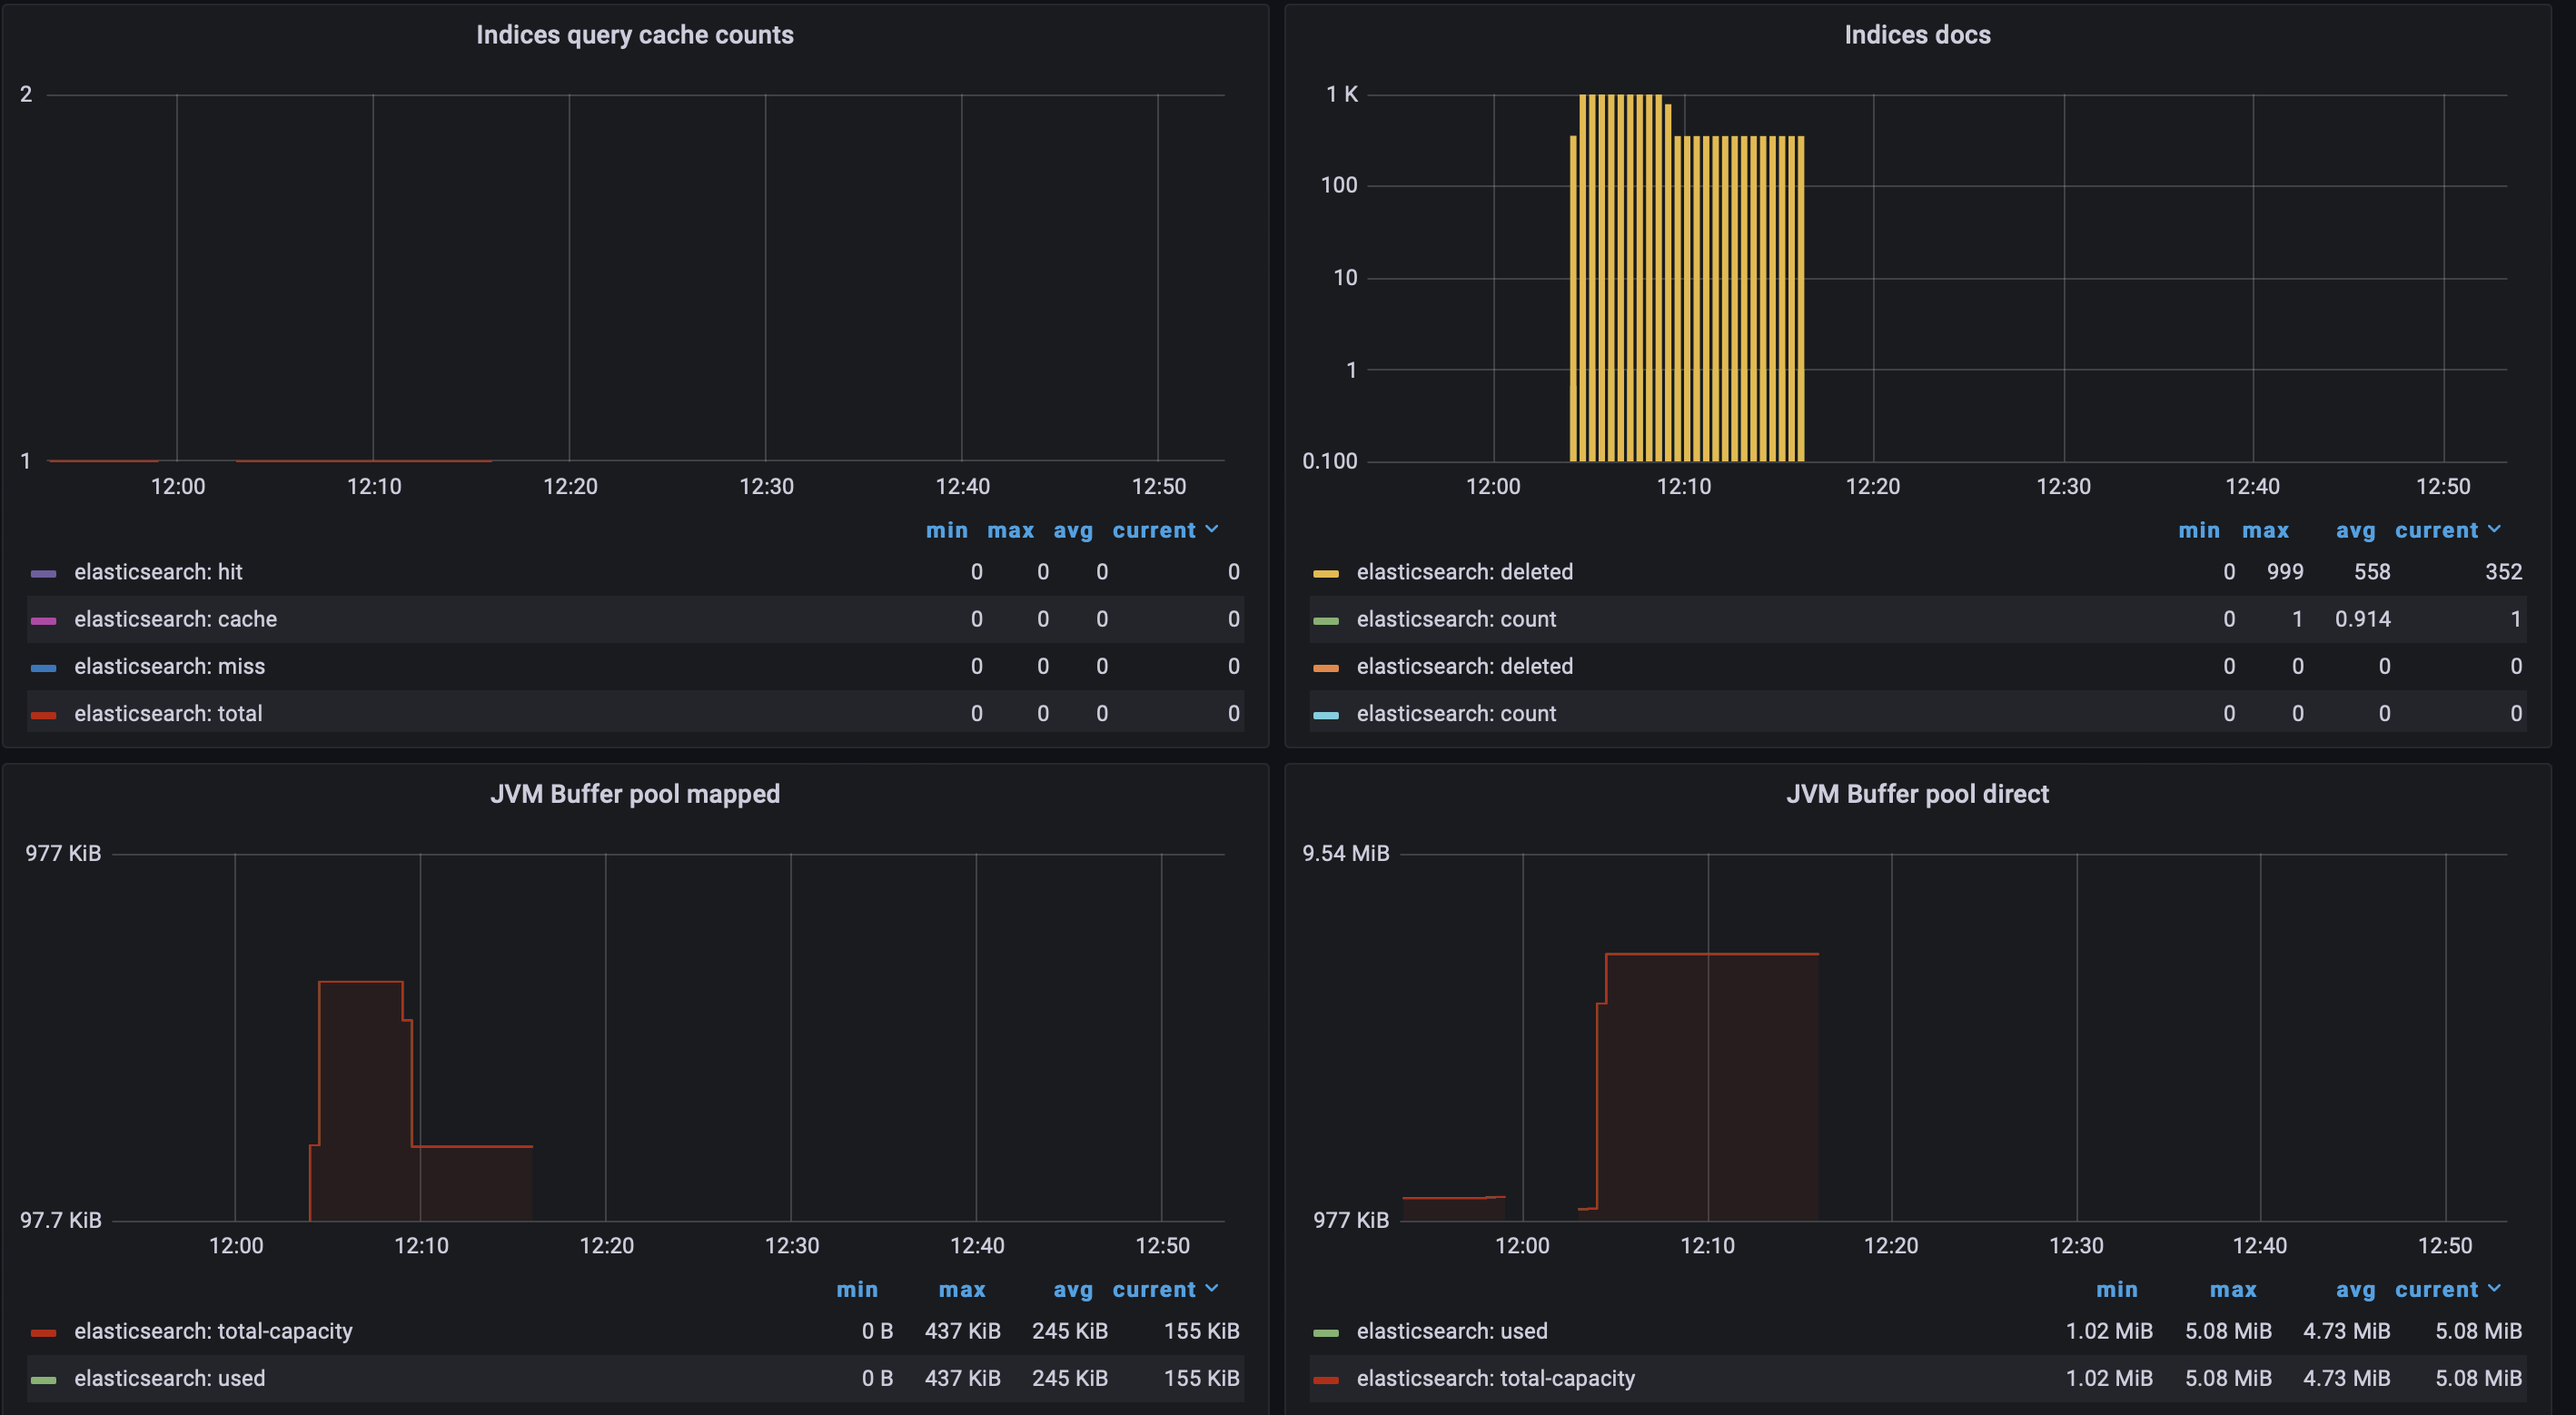 Indices query cache counts
2
1
12:00 12:10 12:20 12:30 12:40 12:50
min max avg current
elasticsearch: hit 0 0 0 0
elasticsearch: cache 0 0 0 0
elasticsearch: miss 0 0 0 0
elasticsearch: total 0 0 0 0
Indices docs
1 K
100
10
1
0.100
12:00 12:10 12:20 12:30 12:40 12:50
min max avg current
elasticsearch: deleted 0 999 558 352
elasticsearch: count 0 1 0.914 1
elasticsearch: deleted 0 0 0 0
elasticsearch: count 0 0 0 0
JVM Buffer pool mapped
977 KiB
97.7 KiB
12:00 12:10 12:20 12:30 12:40 12:50
min max avg current
elasticsearch: total-capacity 0 B 437 KiB 245 KiB 155 KiB
elasticsearch: used 0 B 437 KiB 245 KiB 155 KiB
JVM Buffer pool direct
9.54 MiB
977 KiB
12:00 12:10 12:20 12:30 12:40 12:50
min max avg current
elasticsearch: used 1.02 MiB 5.08 MiB 4.73 MiB 5.08 MiB
elasticsearch: total-capacity 1.02 MiB 5.08 MiB 4.73 MiB 5.08 MiB